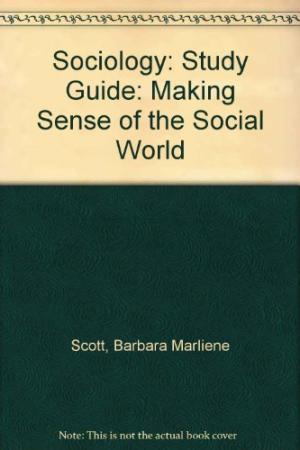 Sociology: Study
Guide: Making
Sense of the Social
World
Scott, Barbara Marliene
Note: This is not the actual book cover